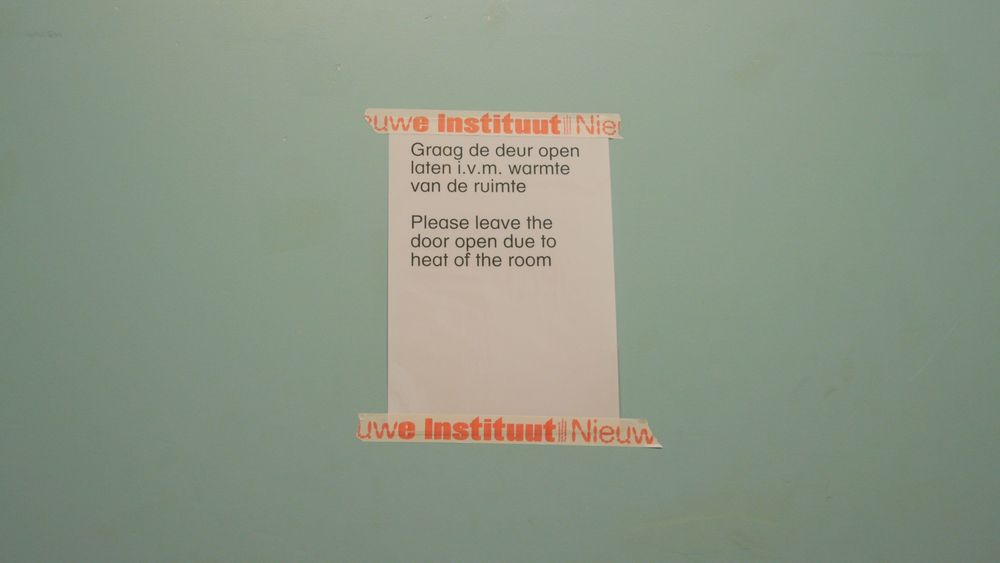 uwe Instituut Nie
Graag de deur open
laten i.v.m. warmte
van de ruimte
Please leave the
door open due to
heat of the room
uwe Instituut Nieuw